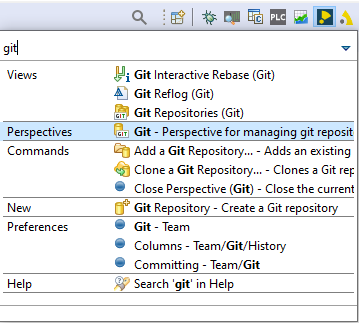 PLC
git
Views Git Interactive Rebase (Git)
Git Reflog (Git)
Git Repositories (Git)
Perspectives Git - Perspective for managing git reposit
Commands Add a Git Repository... - Adds an existing
Clone a Git Repository... - Clones a Git rep
Close Perspective (Git) - Close the current
New Git Repository - Create a Git repository
Preferences Git - Team
Columns - Team/Git/History
Committing - Team/Git
Help Search 'git' in Help